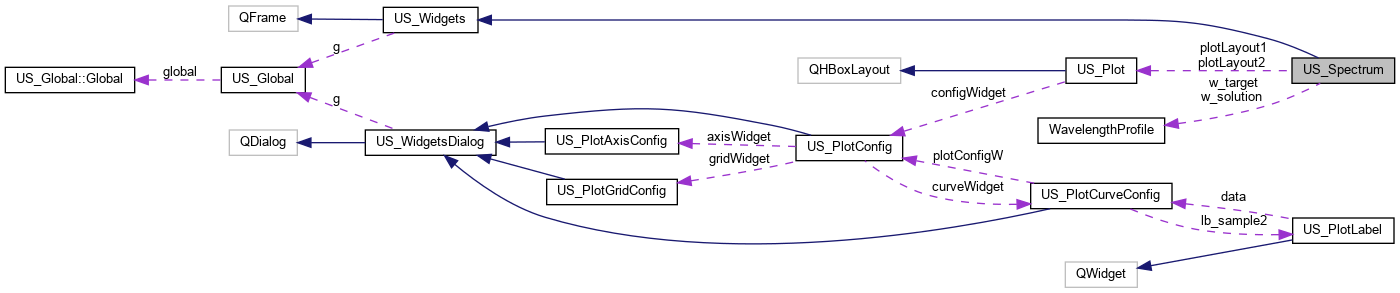 QFrame
US_Widgets
g
plotLayout1
plotLayout2
US_Global::Global
global
US_Global
QHBoxLayout
US_Plot
US_Spectrum
w_target
w_solution
configWidget
g
QDialog
US_WidgetsDialog
US_PlotAxisConfig
axisWidget
US_PlotConfig
WavelengthProfile
gridWidget
plotConfigW
US_PlotGridConfig
curveWidget
US_PlotCurveConfig
data
lb_sample2
US_PlotLabel
QWidget